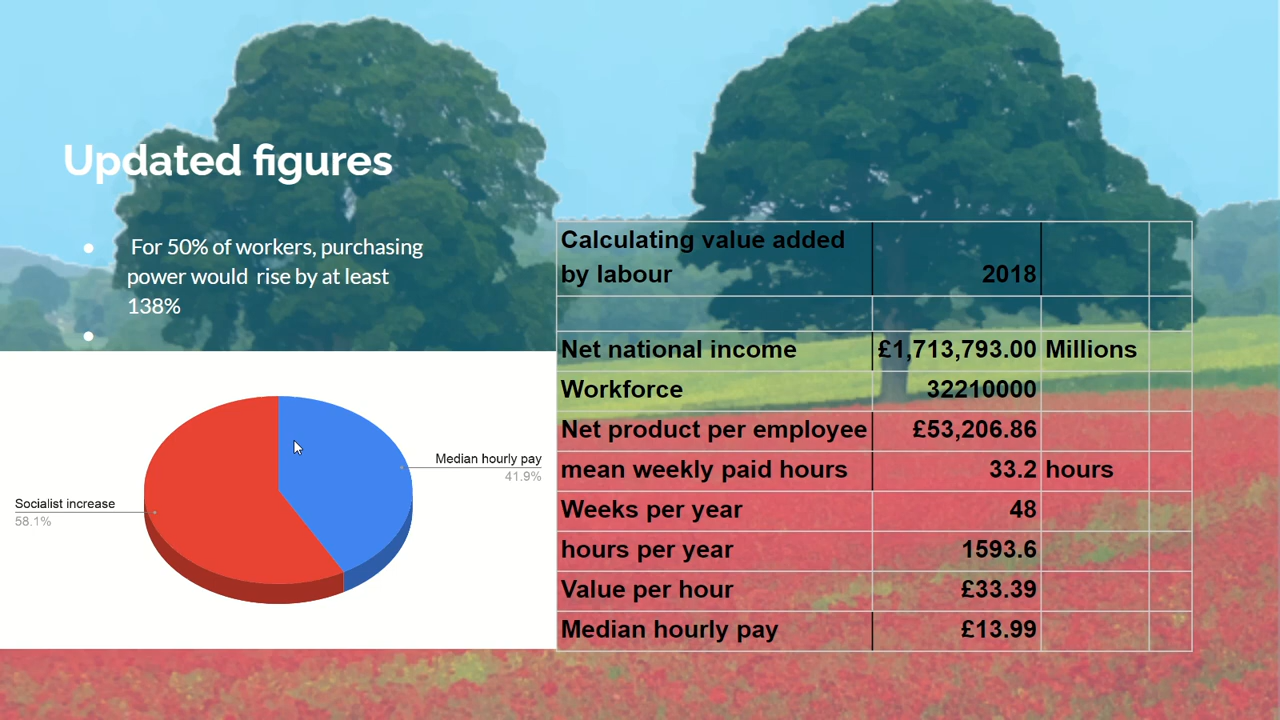 Updated figures
For 50% of workers, purchasing
power would rise by at least
138%
Median hourly pay
41.9%
Socialist increase
58.1%
Calculating value added
by labour 2018
Net national income £1,713,793.00 Millions
Workforce 32210000
Net product per employee £53,206.86
mean weekly paid hours 33.2 hours
Weeks per year 48
hours per year 1593.6
Value per hour £33.39
Median hourly pay £13.99